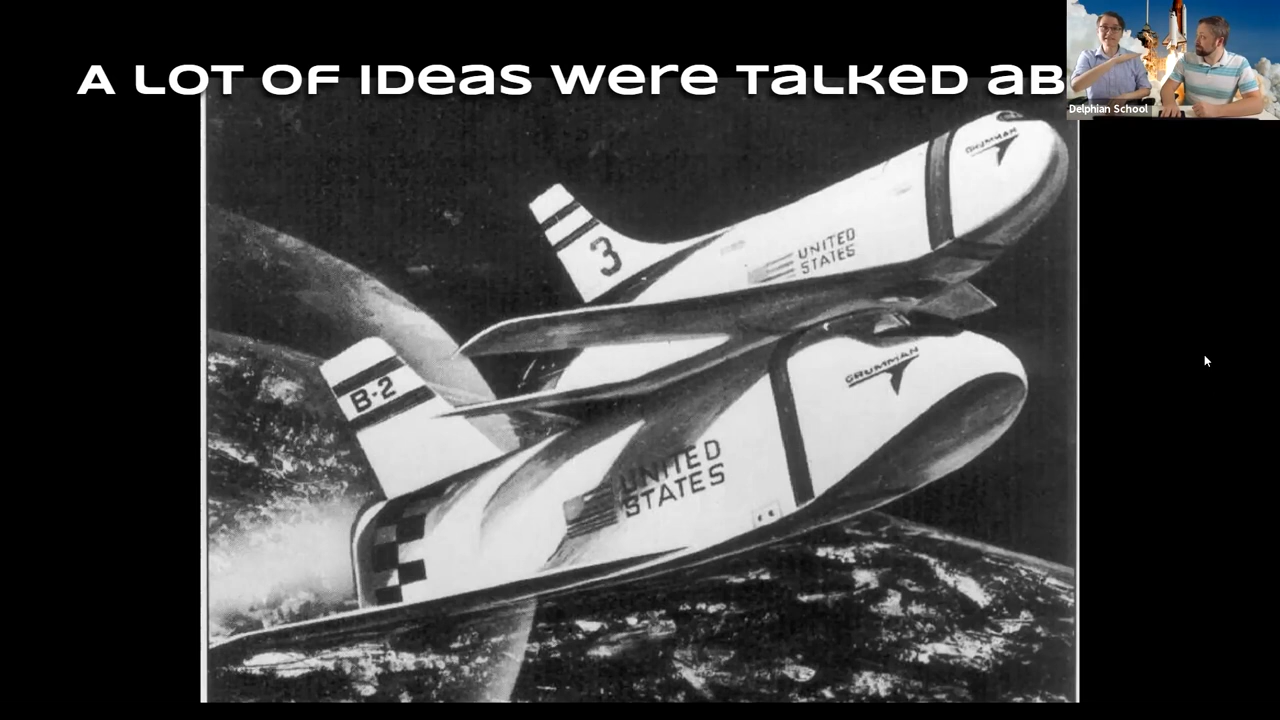 A LOT OF IDEAS WERE TALKED AB
Delphian School
GRUMMAN
3
UNITED
STATES
GRUMMAN
B-2
UNITED
STATES